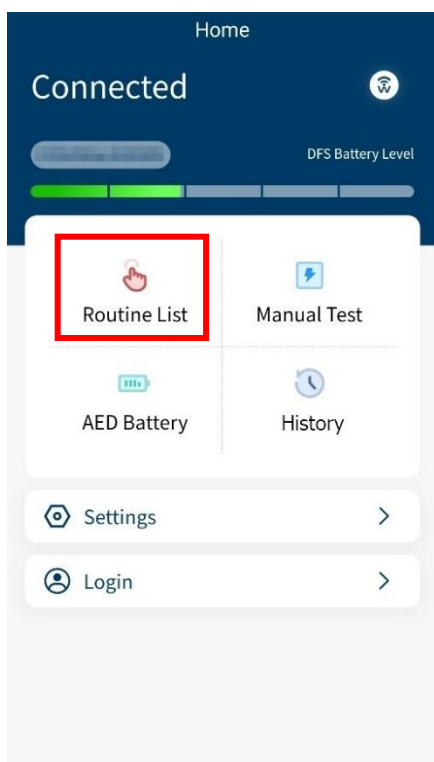 Home
Connected
DFS Battery Level
Routine List
Manual Test
AED Battery
History
Settings
Login